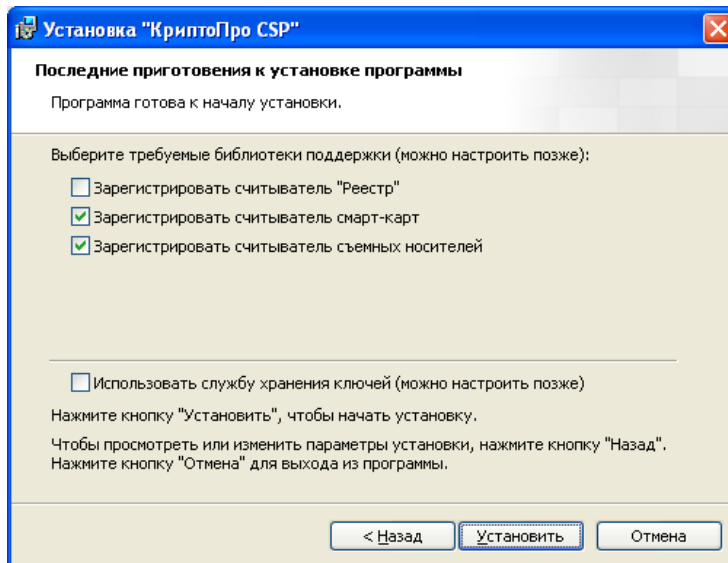 Установка "КриптоПро CSP"
Последние приготовения к установке программы
Программа готова к началу установки.
Выберите требуемые библиотеки поддержки (можно настроить позже):
Зарегистрировать считыватель "Реестр"
Зарегистрировать считыватель смарт-карт
Зарегистрировать считыватель съемных носителей
Использовать службу хранения ключей (можно настроить позже)
Нажмите кнопку "Установить", чтобы начать установку.
Чтобы просмотреть или изменить параметры установки, нажмите кнопку "Назад".
Нажмите кнопку "Отмена" для выхода из программы.
< Назад Установить Отмена